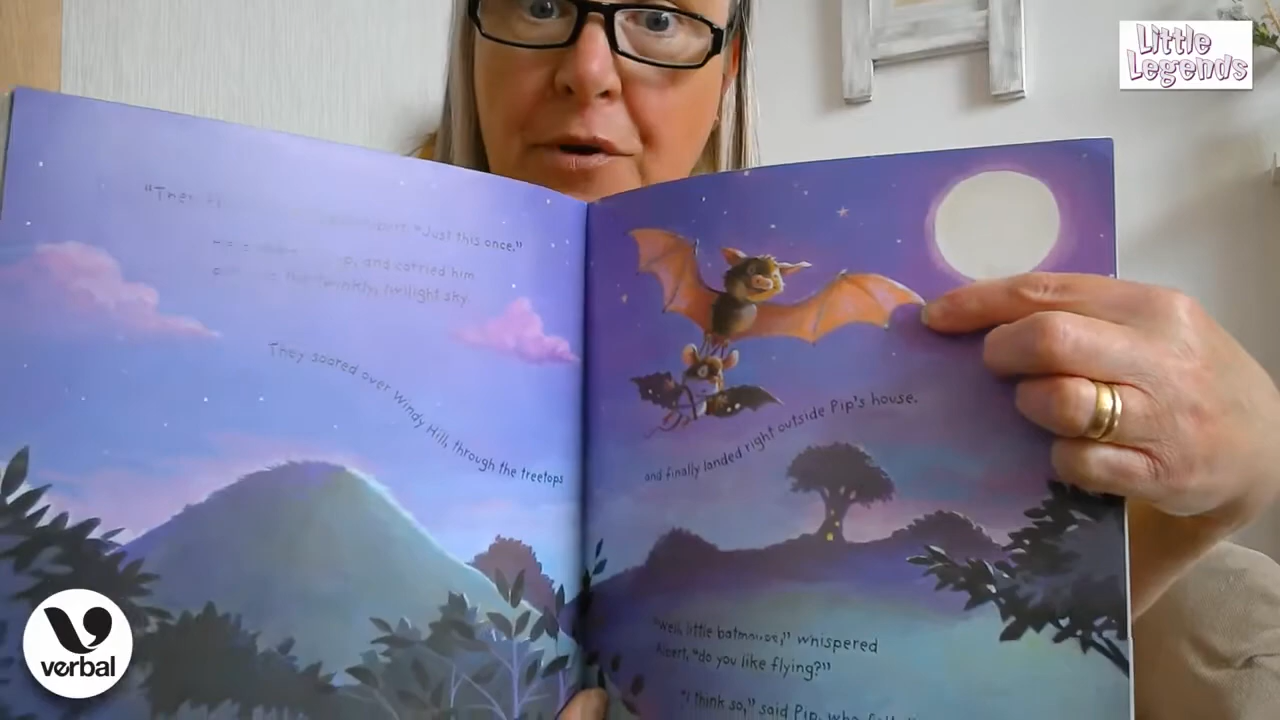 Little
Legends
"Just this once."
and carried him
twinkly, twilight sky
They soared over Windy Hill, through the treetops
and finally landed right outside Pip's house.
"Well, little batmouse," whispered
Albert, "do you like flying?"
"I think so," said Pip, who
verbal